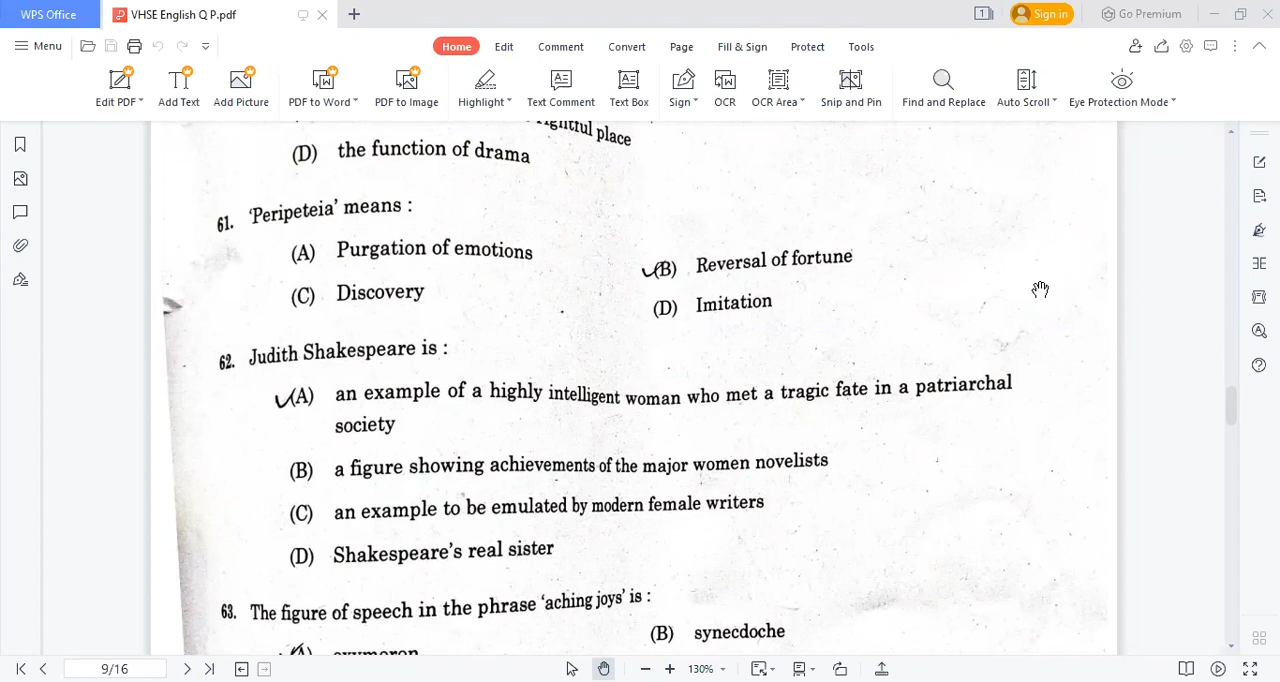 WPS Office
VHSE English Q P.pdf
1
Sign in
Go Premium
Menu
Home
Edit
Comment
Convert
Page
Fill & Sign
Protect
Tools
Edit PDF
Add Text
Add Picture
PDF to Word
PDF to Image
Highlight
Text Comment
Text Box
Sign
OCR
OCR Area
Snip and Pin
Find and Replace
Auto Scroll
Eye Protection Mode
rightful place
(D) the function of drama
61. 'Peripeteia' means :
(A) Purgation of emotions
(B) Reversal of fortune
(C) Discovery
(D) Imitation
62. Judith Shakespeare is :
(A) an example of a highly intelligent woman who met a tragic fate in a patriarchal
society
(B) a figure showing achievements of the major women novelists
(C) an example to be emulated by modern female writers
(D) Shakespeare's real sister
63. The figure of speech in the phrase 'aching joys' is :
(A) oxymoron
(B) synecdoche
9/16
130%